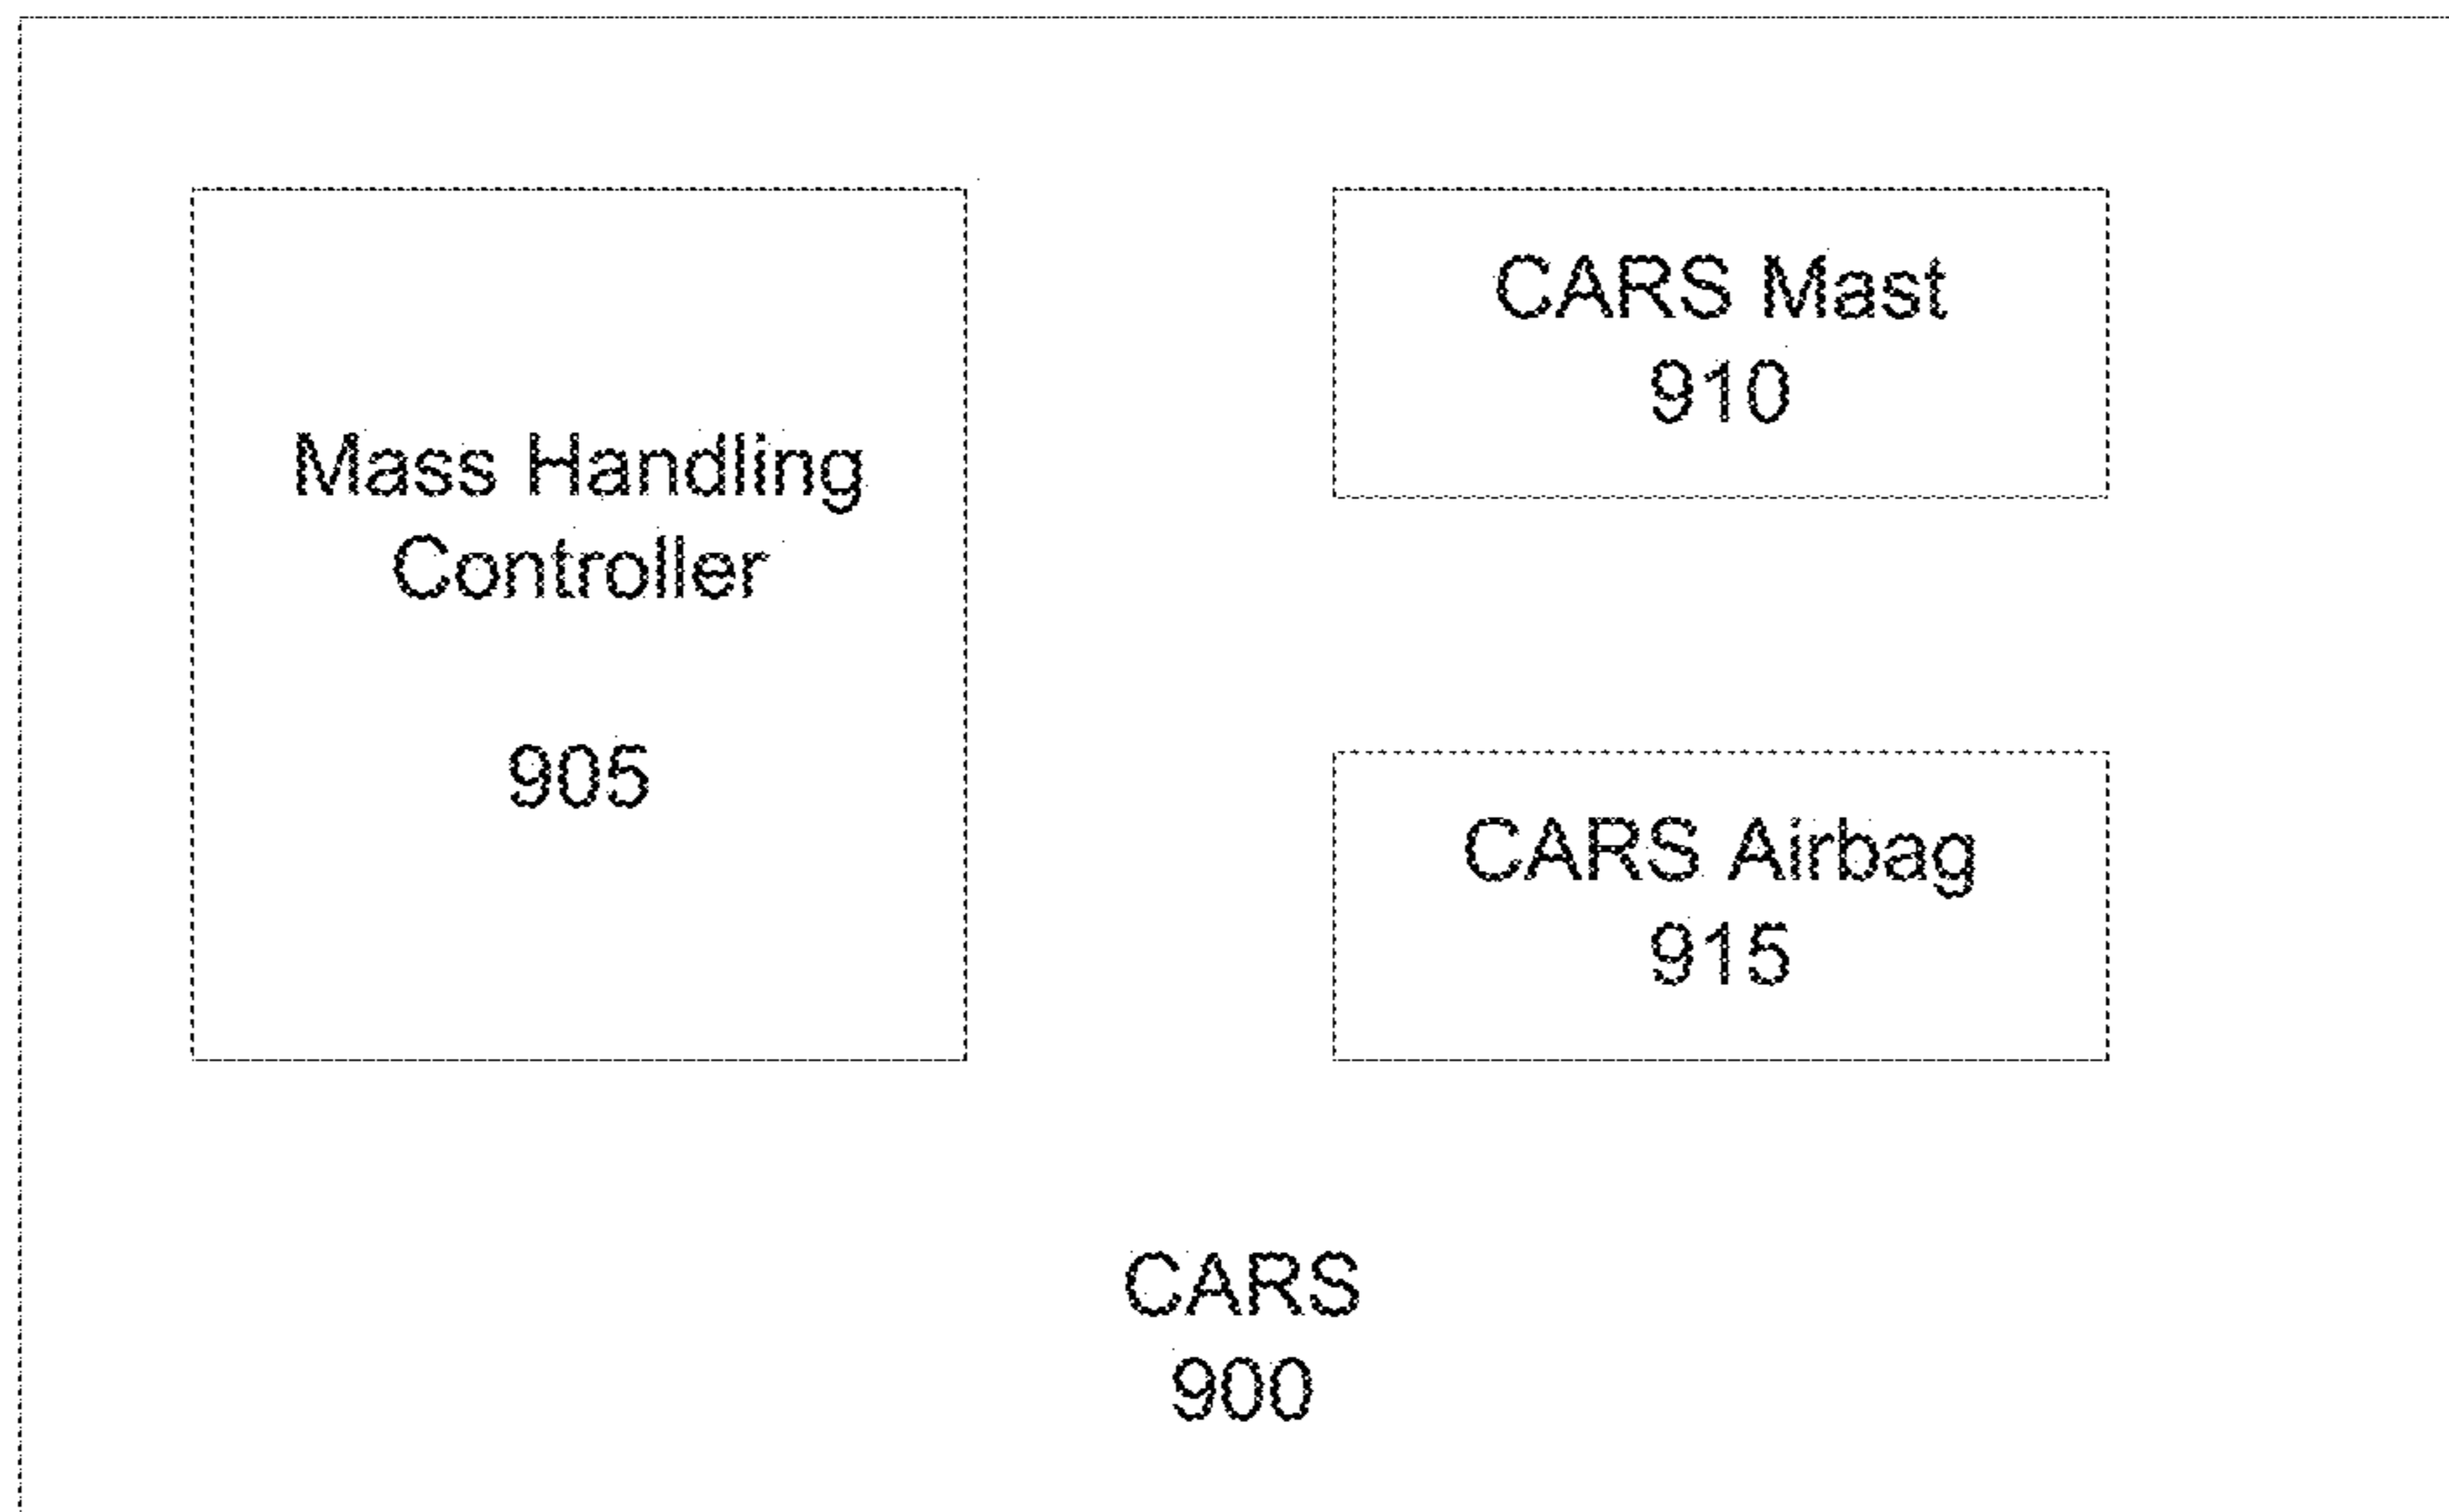 Mass Handling
Controller
905
CARS Mast
910
CARS Airbag
915
CARS
900